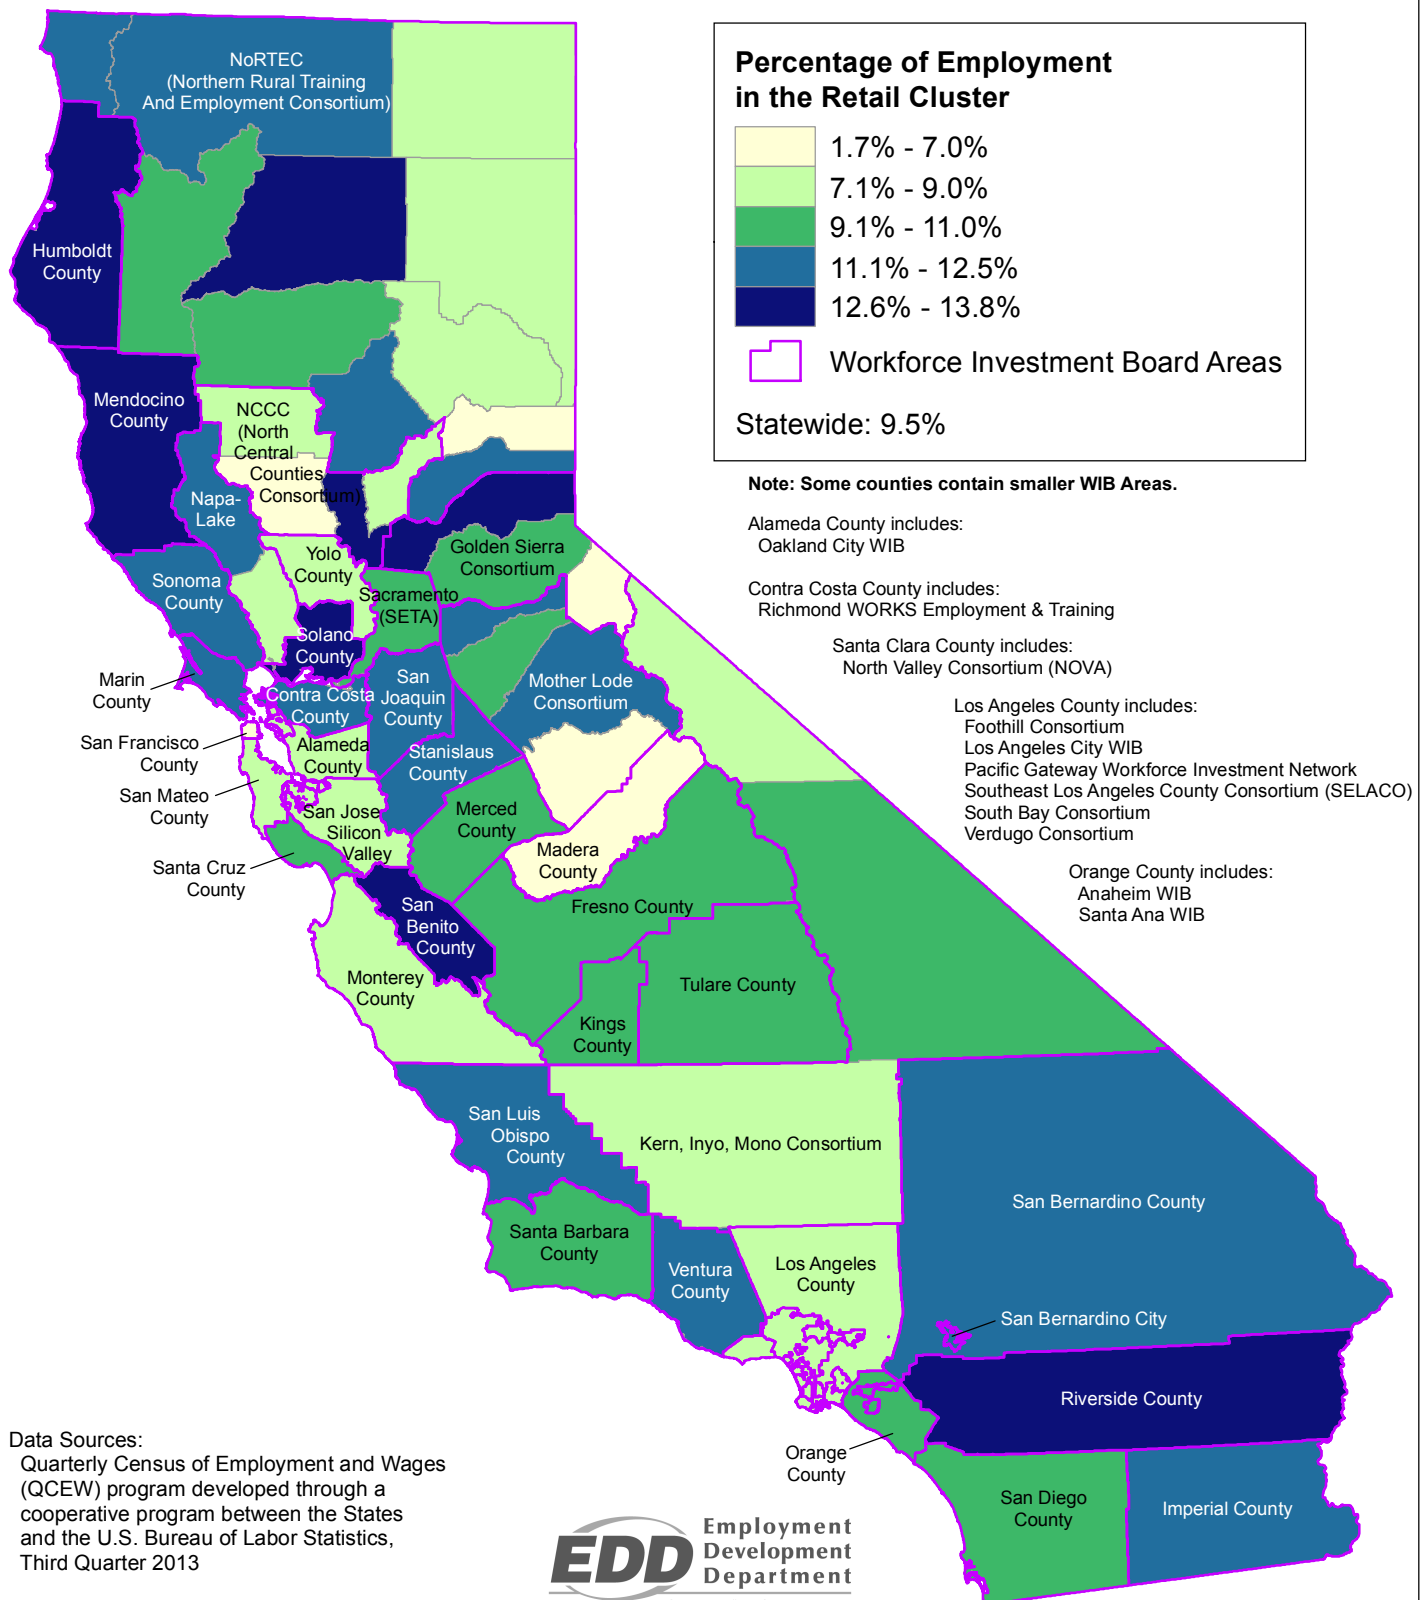 Percentage of Employment
in the Retail Cluster
1.7% - 7.0%
7.1% - 9.0%
9.1% - 11.0%
11.1% - 12.5%
12.6% - 13.8%
Workforce Investment Board Areas
Statewide: 9.5%
Note: Some counties contain smaller WIB Areas.
Alameda County includes:
Oakland City WIB
Contra Costa County includes:
Richmond WORKS Employment & Training
Santa Clara County includes:
North Valley Consortium (NOVA)
Los Angeles County includes:
Foothill Consortium
Los Angeles City WIB
Pacific Gateway Workforce Investment Network
Southeast Los Angeles County Consortium (SELACO)
South Bay Consortium
Verdugo Consortium
Orange County includes:
Anaheim WIB
Santa Ana WIB
NoRTEC
(Northern Rural Training
And Employment Consortium)
Humboldt
County
Mendocino
County
NCCC
(North
Central
Counties
Consortium)
Napa-
Lake
Yolo
County
Golden Sierra
Consortium
Sonoma
County
Sacramento
(SETA)
Solano
County
Marin
County
Contra Costa
County
San
Joaquin
County
Mother Lode
Consortium
San Francisco
County
Alameda
County
Stanislaus
County
San Mateo
County
San Jose
Silicon
Valley
Merced
County
Santa Cruz
County
Madera
County
San
Benito
County
Fresno County
Monterey
County
Tulare County
Kings
County
San Luis
Obispo
County
Kern, Inyo, Mono Consortium
San Bernardino County
Santa Barbara
County
Ventura
County
Los Angeles
County
San Bernardino City
Riverside County
Orange
County
San Diego
County
Imperial County
Data Sources:
Quarterly Census of Employment and Wages
(QCEW) program developed through a
cooperative program between the States
and the U.S. Bureau of Labor Statistics,
Third Quarter 2013
EDD
Employment
Development
Department